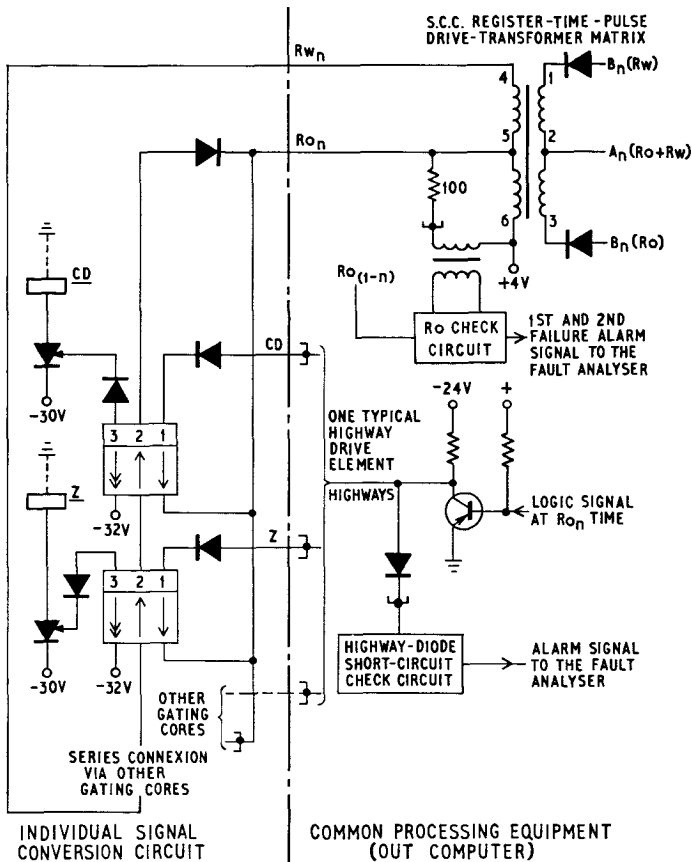 S.C.C. REGISTER-TIME-PULSE
DRIVE-TRANSFORMER MATRIX
Rwn
4
1
Bn(Rw)
Ron
5
2
An(Ro+Rw)
100
6
3
Bn(Ro)
+4V
CD
Ro(1-n)
Ro CHECK
CIRCUIT
1ST AND 2ND
FAILURE ALARM
SIGNAL TO THE
FAULT ANALYSER
CD
-30V
3 2 1
-32V
ONE TYPICAL
HIGHWAY
DRIVE
ELEMENT
HIGHWAYS
-24V
+
LOGIC SIGNAL
AT Ron TIME
Z
Z
3 2 1
-30V
-32V
HIGHWAY-DIODE
SHORT-CIRCUIT
CHECK CIRCUIT
ALARM SIGNAL
TO THE FAULT
ANALYSER
OTHER
GATING
CORES
SERIES CONNEXION
VIA OTHER
GATING CORES
INDIVIDUAL SIGNAL
CONVERSION CIRCUIT
COMMON PROCESSING EQUIPMENT
(OUT COMPUTER)